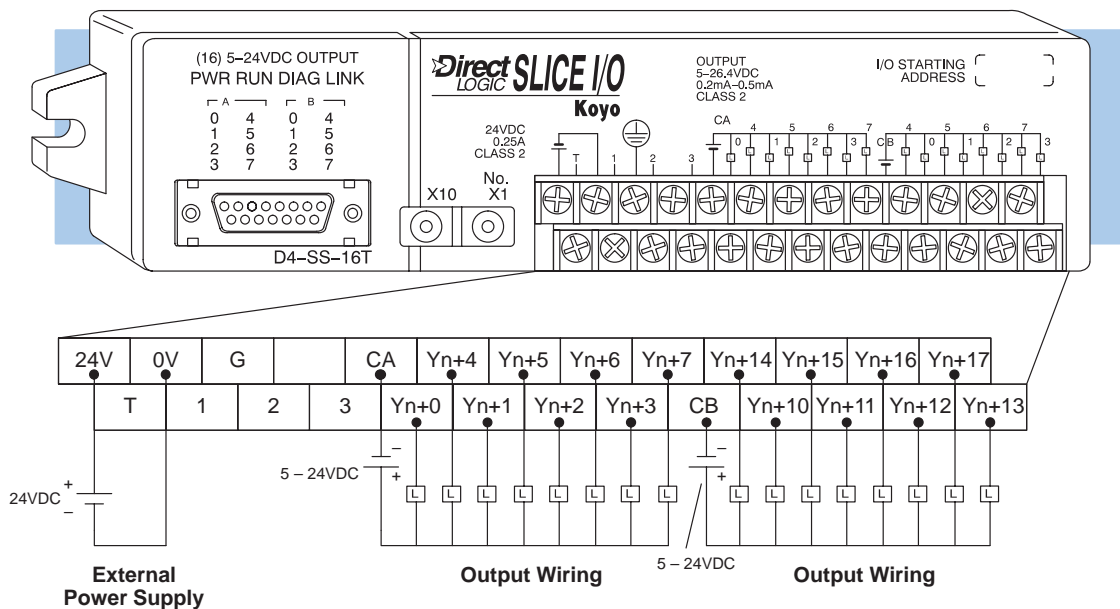 (16) 5–24VDC OUTPUT
PWR RUN DIAG LINK
A B
0 4 0 4
1 5 1 5
2 6 2 6
3 7 3 7
D4-SS-16T
No.
X10 X1
Direct LOGIC SLICE I/O
Koyo
24VDC
0.25A
CLASS 2
OUTPUT
5–26.4VDC
0.2mA–0.5mA
CLASS 2
I/O STARTING
ADDRESS
T 1 2 3
CA 0 4 1 5 2 6 3 7
CB 4 0 5 1 6 2 7 3
L L L L L L L L L L L L L L L L
24V 0V G CA Yn+4 Yn+5 Yn+6 Yn+7 Yn+14 Yn+15 Yn+16 Yn+17
T 1 2 3 Yn+0 Yn+1 Yn+2 Yn+3 CB Yn+10 Yn+11 Yn+12 Yn+13
24VDC + –
5 – 24VDC – +
L L L L L L L L
– +
L L L L L L L L
5 – 24VDC
External
Power Supply
Output Wiring
Output Wiring